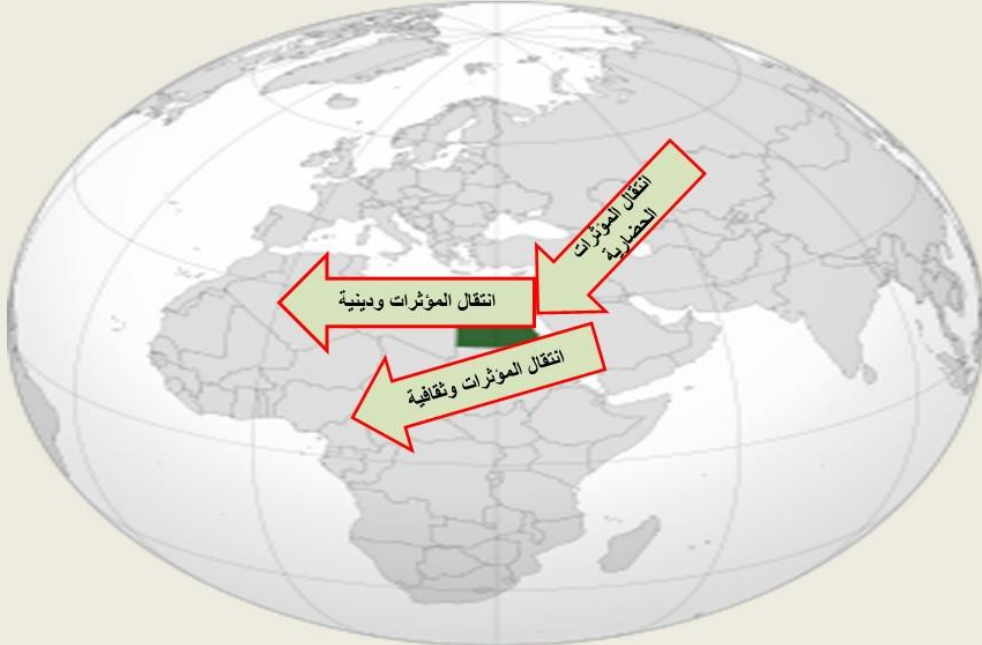 انتقال المؤثرات
الحضارية
انتقال المؤثرات ودينية
انتقال المؤثرات وثقافية